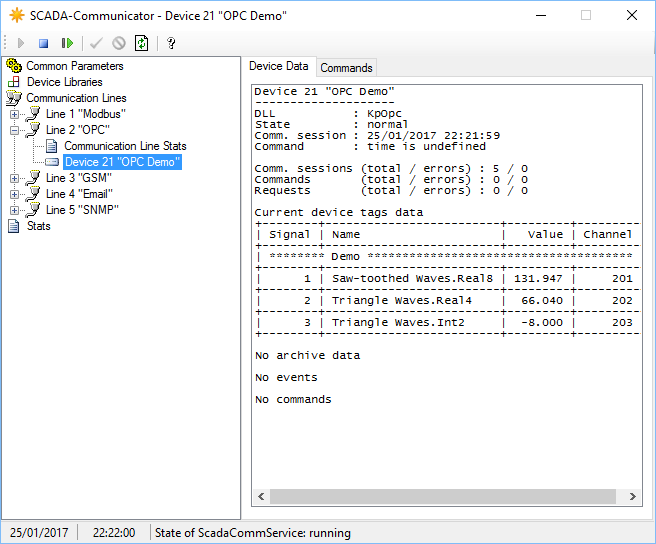 SCADA-Communicator - Device 21 "OPC Demo"
Common Parameters
Device Libraries
Communication Lines
Line 1 "Modbus"
Line 2 "OPC"
Communication Line Stats
Device 21 "OPC Demo"
Line 3 "GSM"
Line 4 "Email"
Line 5 "SNMP"
Stats
Device Data Commands
Device 21 "OPC Demo"
----------------------
DLL : KpOpc
State : normal
Comm. session : 25/01/2017 22:21:59
Command : time is undefined
Comm. sessions (total / errors) : 5 / 0
Commands (total / errors) : 0 / 0
Requests (total / errors) : 0 / 0
Current device tags data
| Signal | Name | Value | Channel
| ******** Demo **************************************
| 1 | Saw-toothed Waves.Real8 | 131.947 | 201
| 2 | Triangle Waves.Real4 | 66.040 | 202
| 3 | Triangle Waves.Int2 | -8.000 | 203
No archive data
No events
No commands
25/01/2017 22:22:00 State of ScadaCommService: running